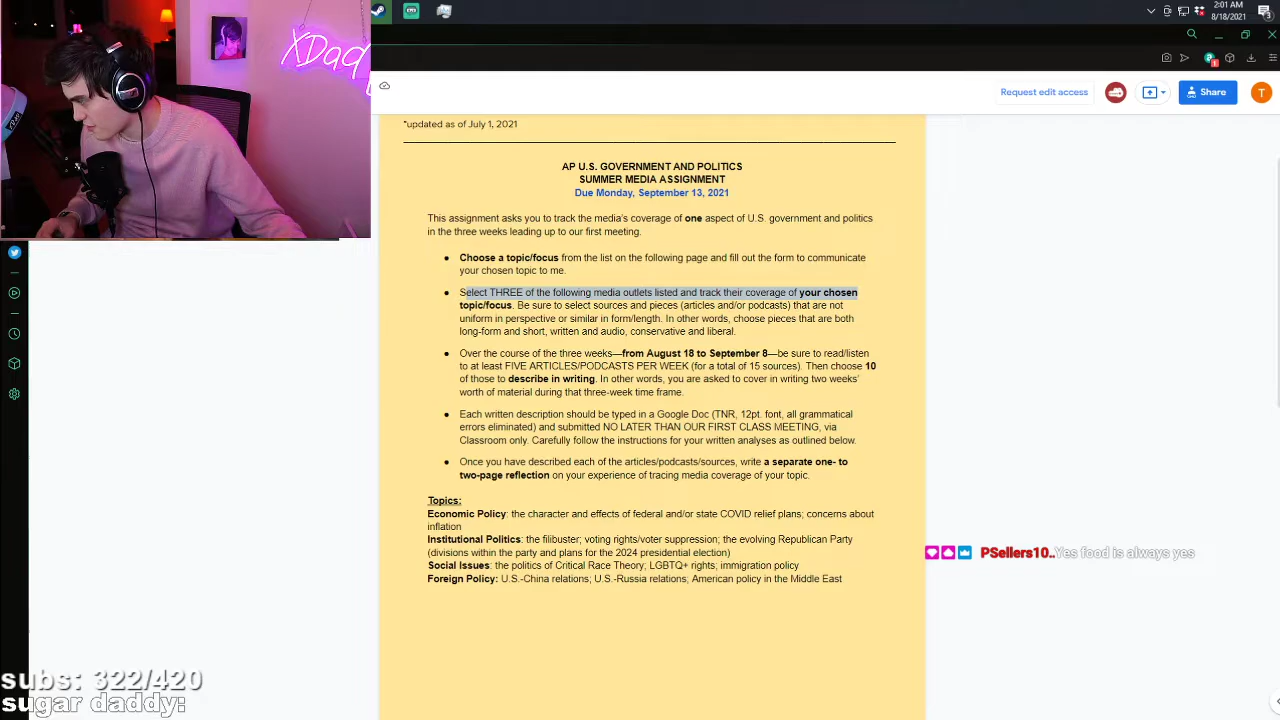 2:01 AM
8/18/2021
3
XDad
Request edit access
Share
T
*updated as of July 1, 2021
AP U.S. GOVERNMENT AND POLITICS
SUMMER MEDIA ASSIGNMENT
Due Monday, September 13, 2021
This assignment asks you to track the media's coverage of one aspect of U.S. government and politics
in the three weeks leading up to our first meeting.
● Choose a topic/focus from the list on the following page and fill out the form to communicate
your chosen topic to me.
● Select THREE of the following media outlets listed and track their coverage of your chosen
topic/focus. Be sure to select sources and pieces (articles and/or podcasts) that are not
uniform in perspective or similar in form/length. In other words, choose pieces that are both
long-form and short, written and audio, conservative and liberal.
● Over the course of the three weeks—from August 18 to September 8—be sure to read/listen
to at least FIVE ARTICLES/PODCASTS PER WEEK (for a total of 15 sources). Then choose 10
of those to describe in writing. In other words, you are asked to cover in writing two weeks'
worth of material during that three-week time frame.
● Each written description should be typed in a Google Doc (TNR, 12pt. font, all grammatical
errors eliminated) and submitted NO LATER THAN OUR FIRST CLASS MEETING, via
Classroom only. Carefully follow the instructions for your written analyses as outlined below.
● Once you have described each of the articles/podcasts/sources, write a separate one- to
two-page reflection on your experience of tracing media coverage of your topic.
Topics:
Economic Policy: the character and effects of federal and/or state COVID relief plans; concerns about
inflation
Institutional Politics: the filibuster; voting rights/voter suppression; the evolving Republican Party
(divisions within the party and plans for the 2024 presidential election)
Social Issues: the politics of Critical Race Theory; LGBTQ+ rights; immigration policy
Foreign Policy: U.S.-China relations; U.S.-Russia relations; American policy in the Middle East
PSellers10..Yes food is always yes
subs: 322/420
sugar daddy: